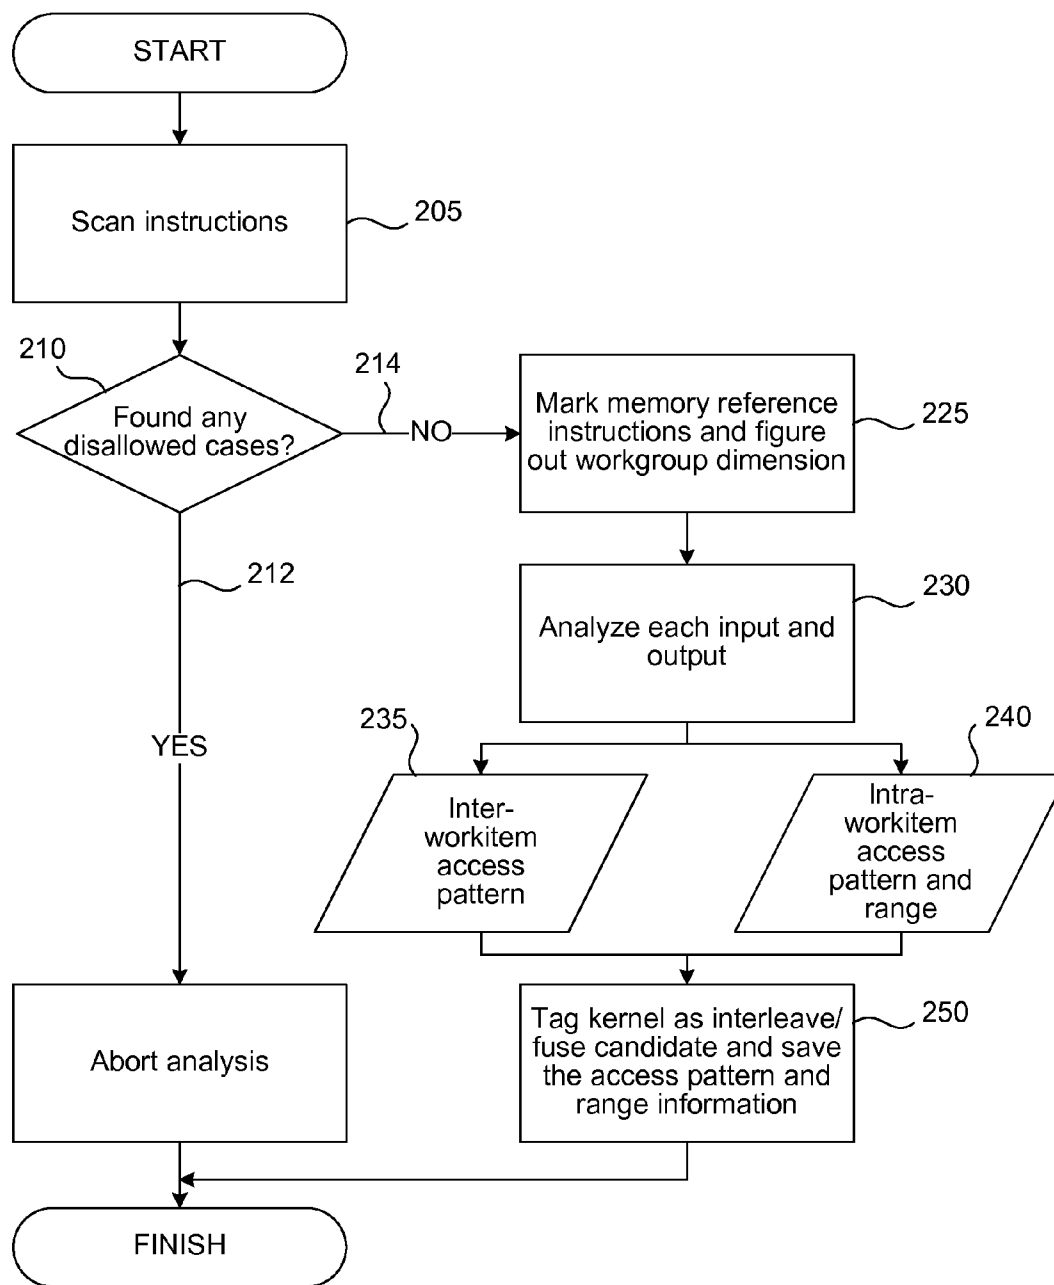 START
Scan instructions
205
210
Found any
disallowed cases?
214
NO
Mark memory reference
instructions and figure
out workgroup dimension
225
212
Analyze each input and
output
230
YES
235
Inter-
workitem
access
pattern
240
Intra-
workitem
access
pattern and
range
Abort analysis
Tag kernel as interleave/
fuse candidate and save
the access pattern and
range information
250
FINISH